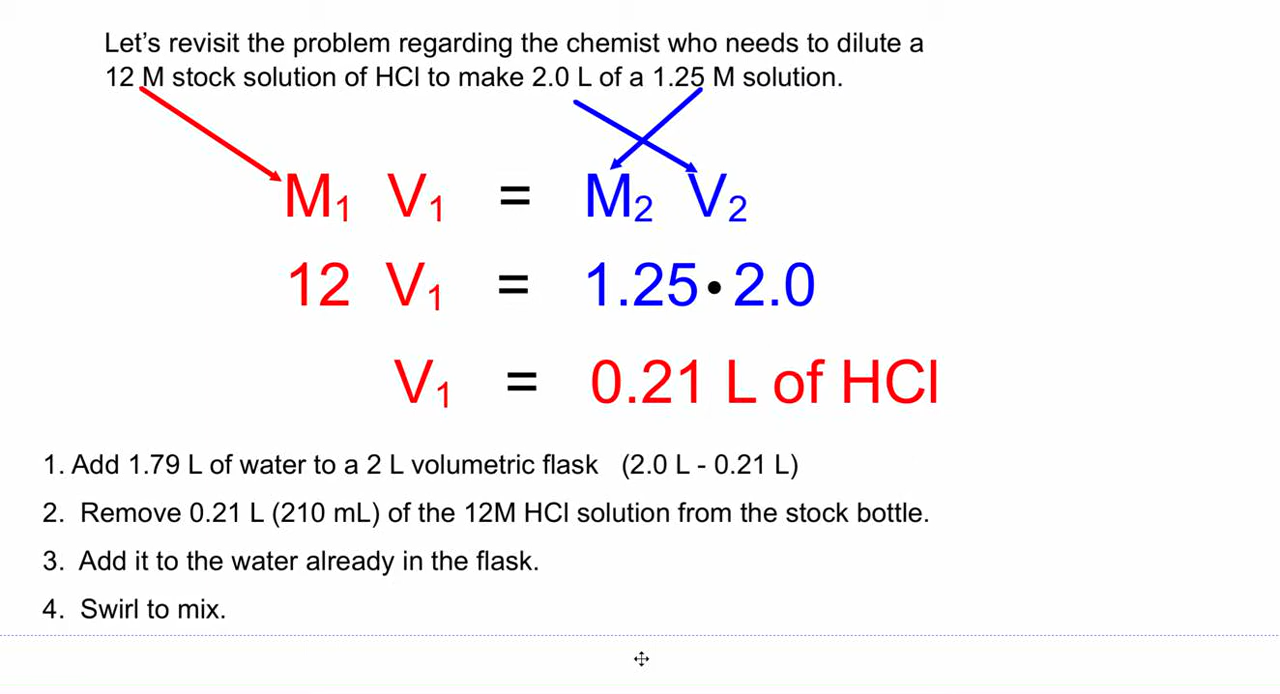 Let’s revisit the problem regarding the chemist who needs to dilute a
12 M stock solution of HCl to make 2.0 L of a 1.25 M solution.
M₁ V₁ = M₂ V₂
12 V₁ = 1.25•2.0
V₁ = 0.21 L of HCl
1. Add 1.79 L of water to a 2 L volumetric flask (2.0 L - 0.21 L)
2. Remove 0.21 L (210 mL) of the 12M HCl solution from the stock bottle.
3. Add it to the water already in the flask.
4. Swirl to mix.